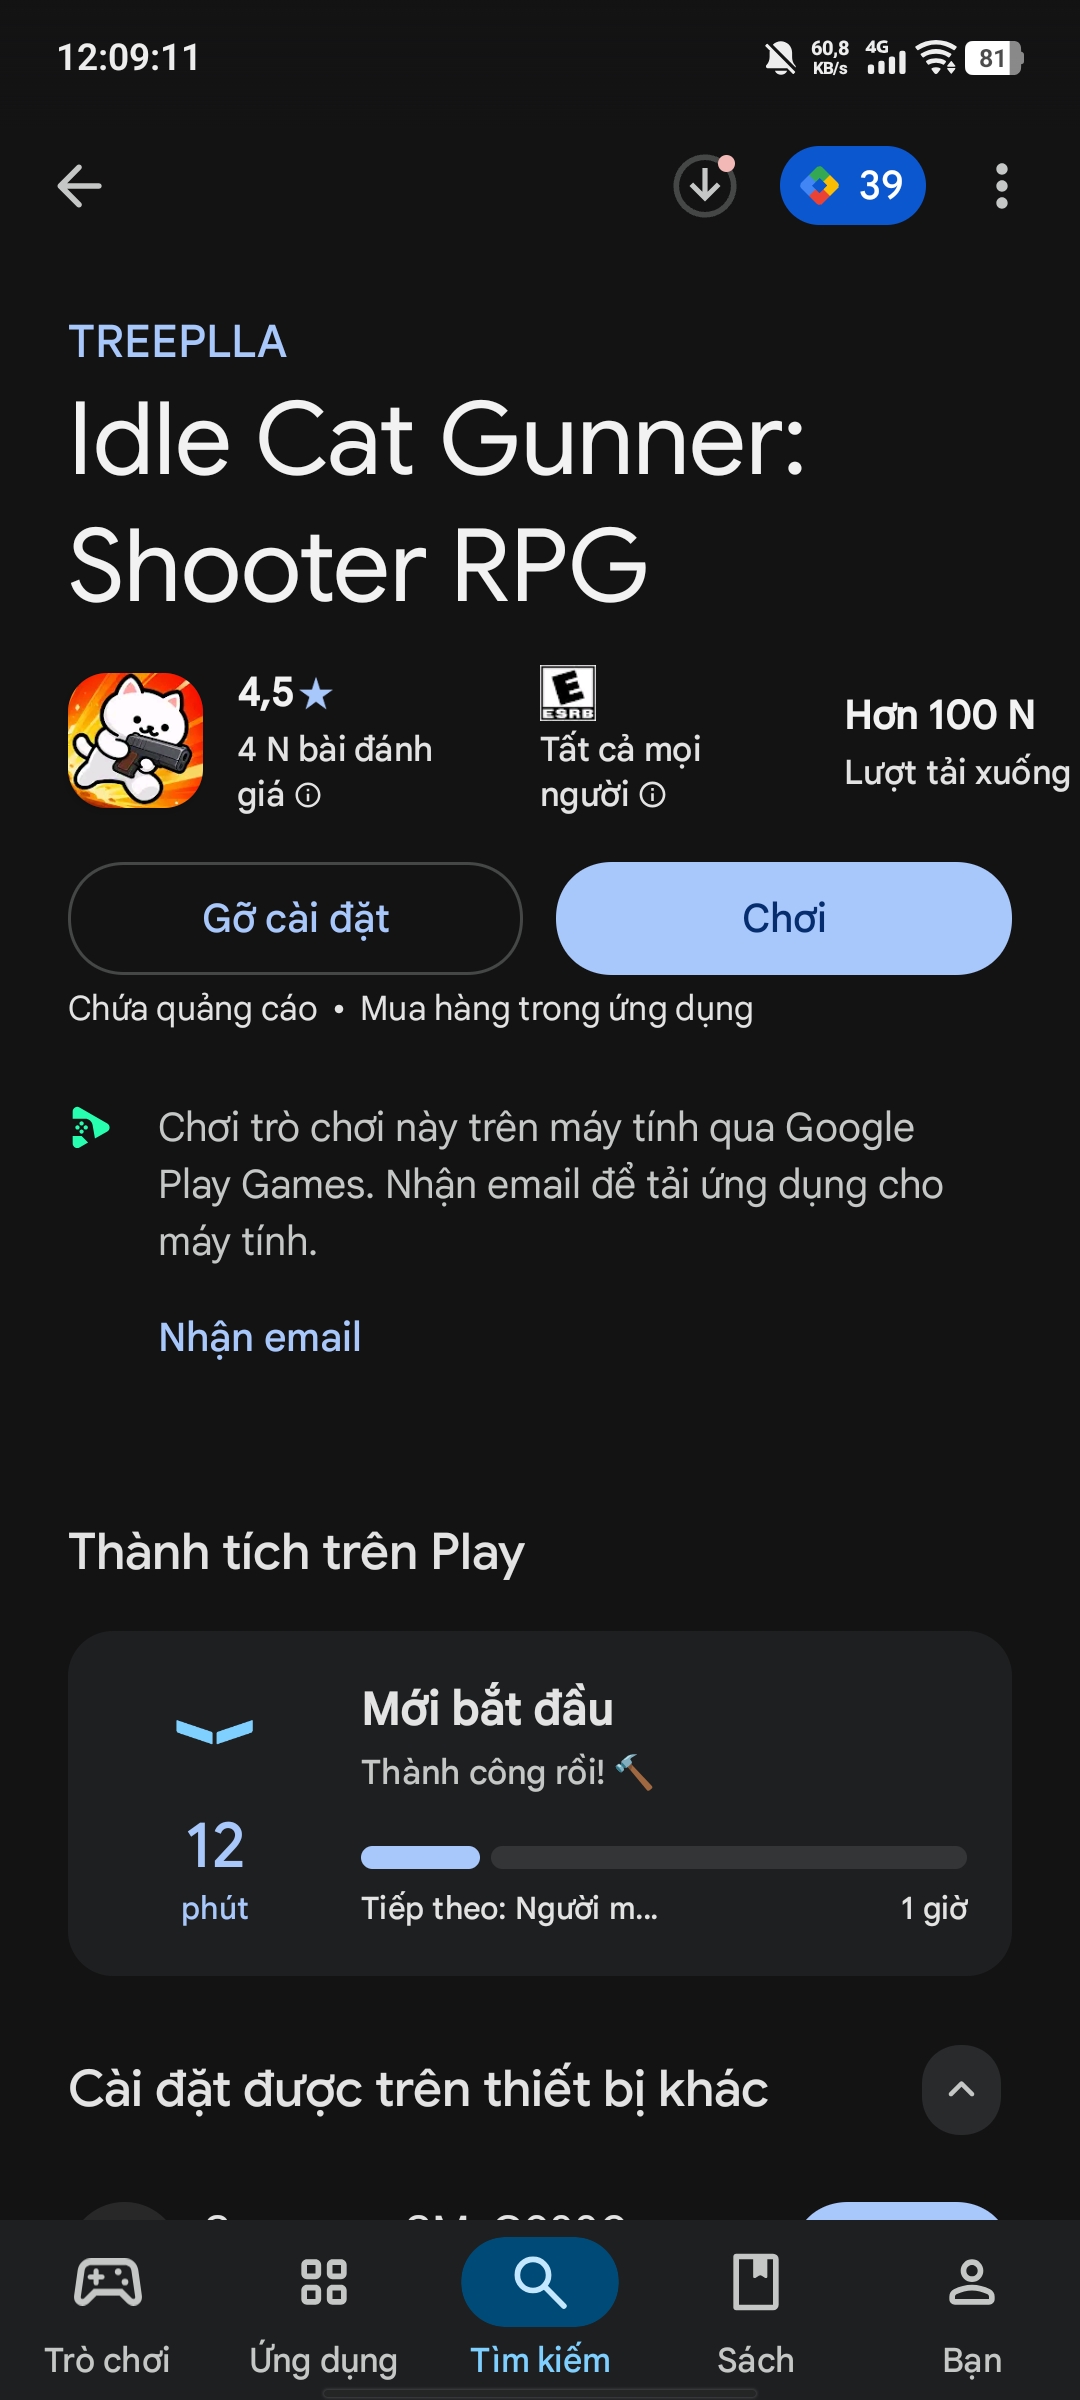 12:09:11
60,8 KB/s
4G
81
39
TREEPLLA
Idle Cat Gunner:
Shooter RPG
4,5★
4 N bài đánh
giá
E
ESRB
Tất cả mọi
người
Hơn 100 N
Lượt tải xuống
Gỡ cài đặt
Chơi
Chứa quảng cáo • Mua hàng trong ứng dụng
Chơi trò chơi này trên máy tính qua Google
Play Games. Nhận email để tải ứng dụng cho
máy tính.
Nhận email
Thành tích trên Play
Mới bắt đầu
Thành công rồi! 🔨
12
phút
Tiếp theo: Người m...
1 giờ
Cài đặt được trên thiết bị khác
Trò chơi
Ứng dụng
Tìm kiếm
Sách
Bạn